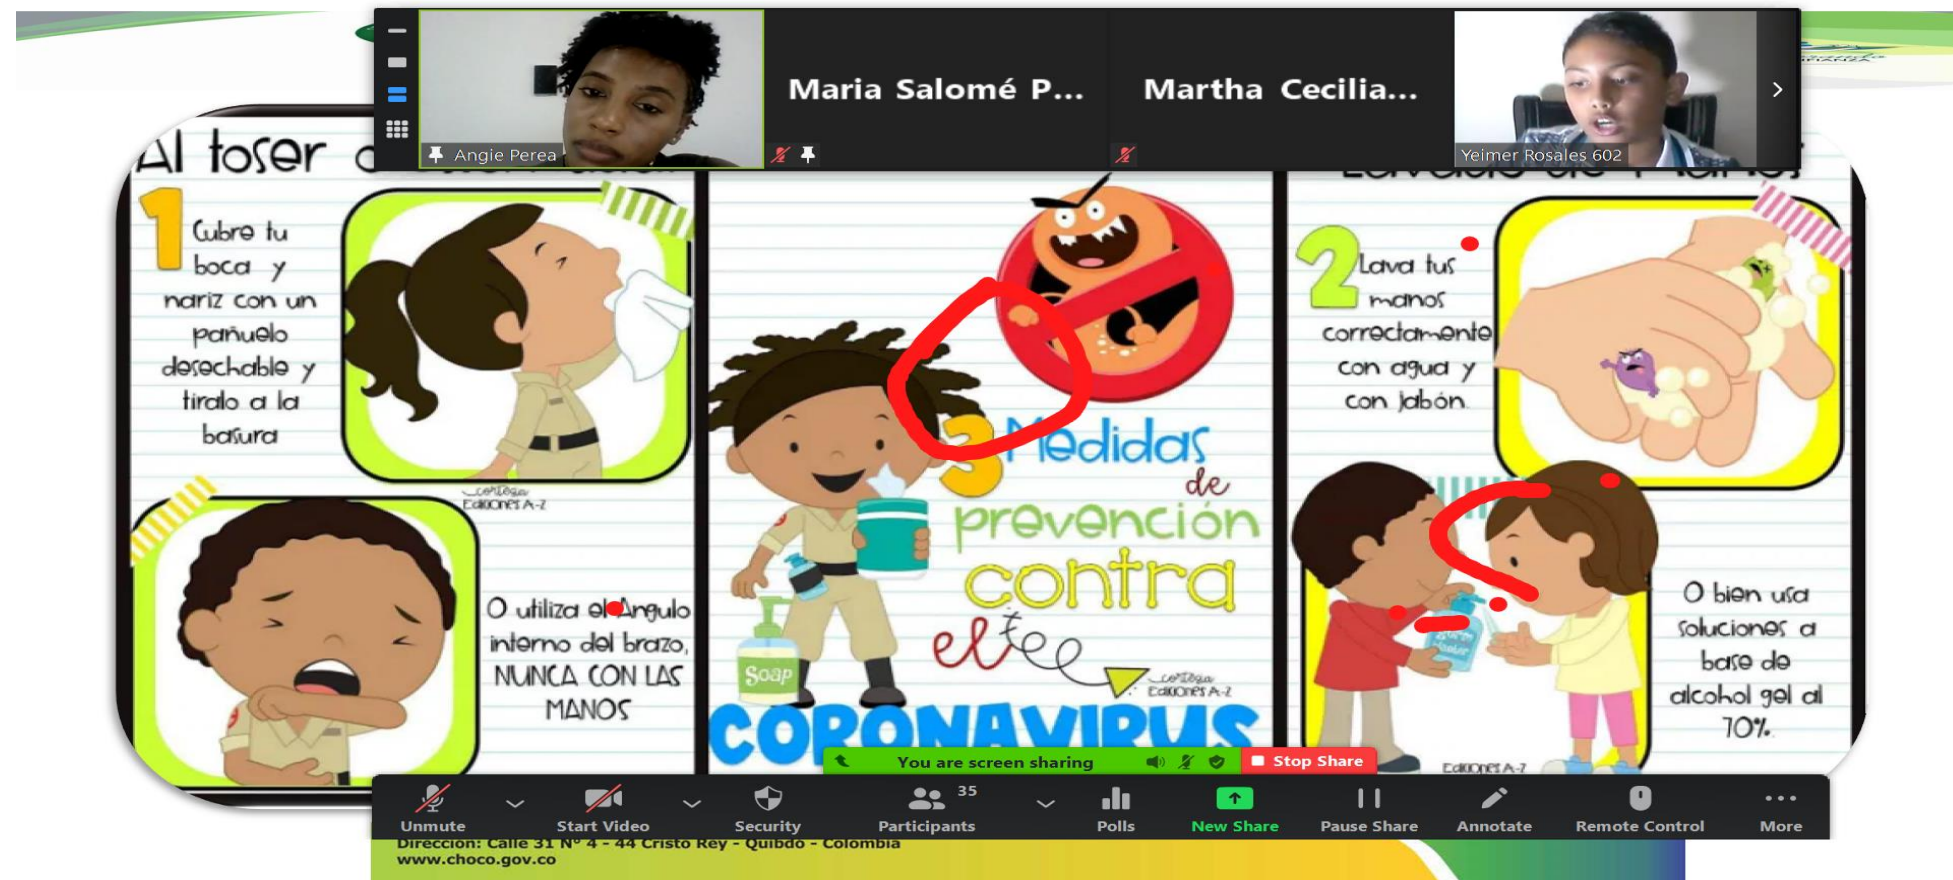 Maria Salomé P...
Martha Cecilia...
Angie Perea
Yeimer Rosales 602
Al toser
1
Cubre tu
boca y
nariz con un
pañuelo
desechable y
tiralo a la
basura
Ediciones A-Z
O utiliza el Ángulo
interno del brazo,
NUNCA CON LAS
MANOS
3 Medidas
de
prevención
contra
el
Soap
Ediciones A-Z
CORONAVIRUS
Lavado de Manos
2
Lava tus
manos
correctamente
con agua y
con jabón.
O bien usa
soluciones a
base de
alcohol gel al
70%.
Ediciones A-Z
You are screen sharing
Stop Share
Unmute
Start Video
Security
35
Participants
Polls
New Share
Pause Share
Annotate
Remote Control
More
Dirección: Calle 31 N° 4 - 44 Cristo Rey - Quibdó - Colombia
www.choco.gov.co